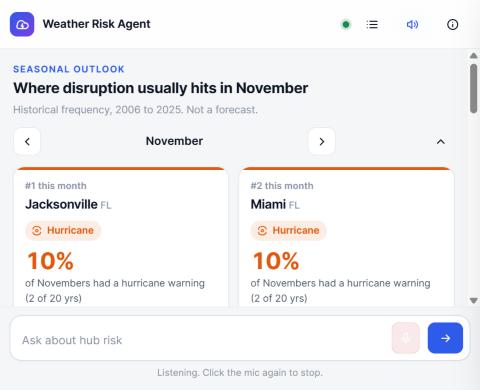 Weather Risk Agent
SEASONAL OUTLOOK
Where disruption usually hits in November
Historical frequency, 2006 to 2025. Not a forecast.
November
#1 this month
Jacksonville FL
Hurricane
10%
of Novembers had a hurricane warning
(2 of 20 yrs)
#2 this month
Miami FL
Hurricane
10%
of Novembers had a hurricane warning
(2 of 20 yrs)
Ask about hub risk
Listening. Click the mic again to stop.